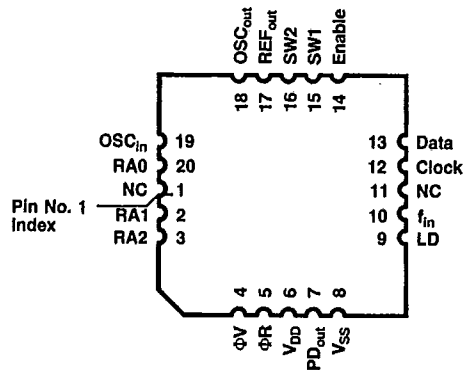 OSCout
REFout
SW2
SW1
Enable
18 17 16 15 14
OSCin 19
RA0 20
NC 1
Pin No. 1
Index
RA1 2
RA2 3
13 Data
12 Clock
11 NC
10 fin
9 LD
4 5 6 7 8
ΦV
ΦR
VDD
PDout
VSS